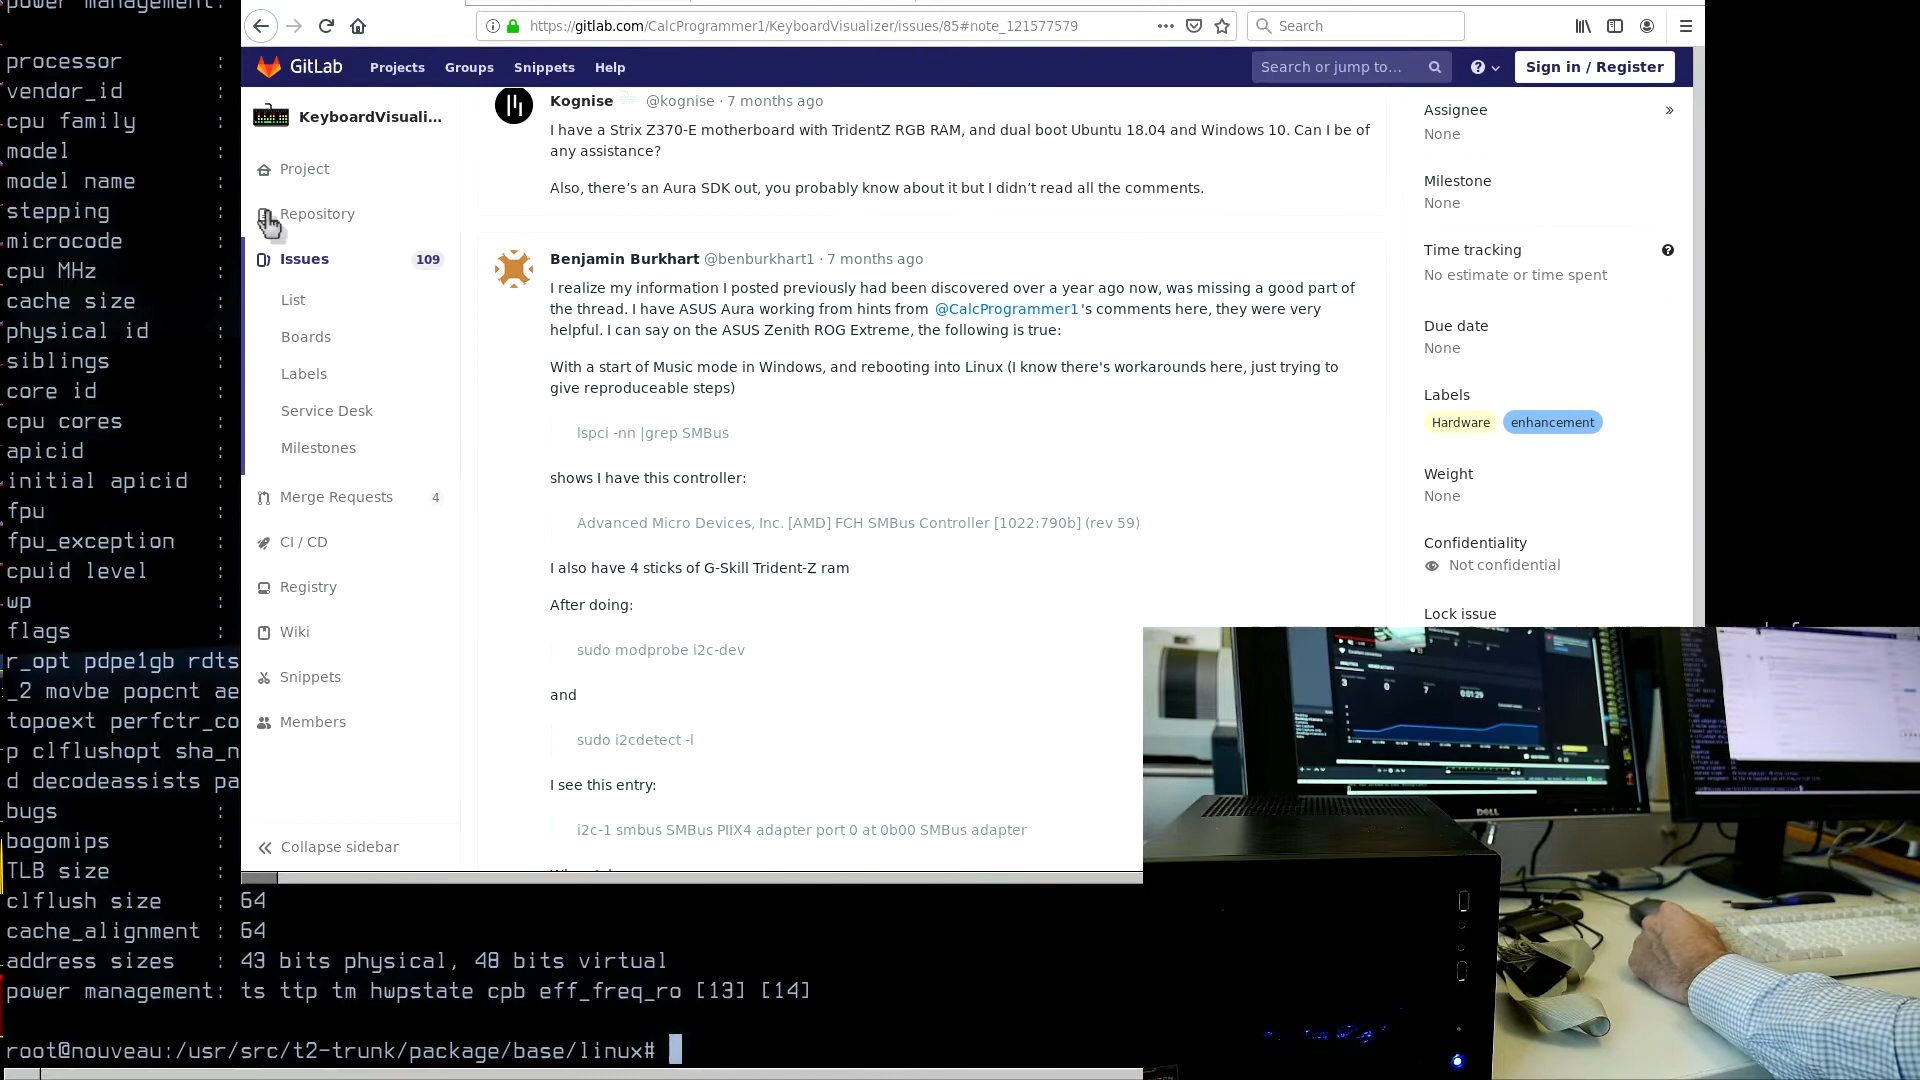 power management:
processor :
vendor_id :
cpu family :
model :
model name :
stepping :
microcode :
cpu MHz :
cache size :
physical id :
siblings :
core id :
cpu cores :
apicid :
initial apicid :
fpu :
fpu_exception :
cpuid level :
wp :
flags :
r_opt pdpe1gb rdts
_2 movbe popcnt ae
topoext perfctr_co
p clflushopt sha_n
d decodeassists pa
bugs :
bogomips :
TLB size :
clflush size : 64
cache_alignment : 64
address sizes : 43 bits physical, 48 bits virtual
power management: ts ttp tm hwpstate cpb eff_freq_ro [13] [14]
root@nouveau:/usr/src/t2-trunk/package/base/linux#
https://gitlab.com/CalcProgrammer1/KeyboardVisualizer/issues/85#note_121577579
Search
GitLab Projects Groups Snippets Help
Search or jump to…
Sign in / Register
KeyboardVisuali...
Project
Repository
Issues 109
List
Boards
Labels
Service Desk
Milestones
Merge Requests 4
CI / CD
Registry
Wiki
Snippets
Members
Collapse sidebar
Kognise @kognise · 7 months ago
I have a Strix Z370-E motherboard with TridentZ RGB RAM, and dual boot Ubuntu 18.04 and Windows 10. Can I be of
any assistance?
Also, there’s an Aura SDK out, you probably know about it but I didn’t read all the comments.
Benjamin Burkhart @benburkhart1 · 7 months ago
I realize my information I posted previously had been discovered over a year ago now, was missing a good part of
the thread. I have ASUS Aura working from hints from @CalcProgrammer1 's comments here, they were very
helpful. I can say on the ASUS Zenith ROG Extreme, the following is true:
With a start of Music mode in Windows, and rebooting into Linux (I know there's workarounds here, just trying to
give reproduceable steps)
lspci -nn |grep SMBus
shows I have this controller:
Advanced Micro Devices, Inc. [AMD] FCH SMBus Controller [1022:790b] (rev 59)
I also have 4 sticks of G-Skill Trident-Z ram
After doing:
sudo modprobe i2c-dev
and
sudo i2cdetect -l
I see this entry:
i2c-1 smbus SMBus PIIX4 adapter port 0 at 0b00 SMBus adapter
Assignee
None
Milestone
None
Time tracking
No estimate or time spent
Due date
None
Labels
Hardware enhancement
Weight
None
Confidentiality
Not confidential
Lock issue
0:01:29
DELL